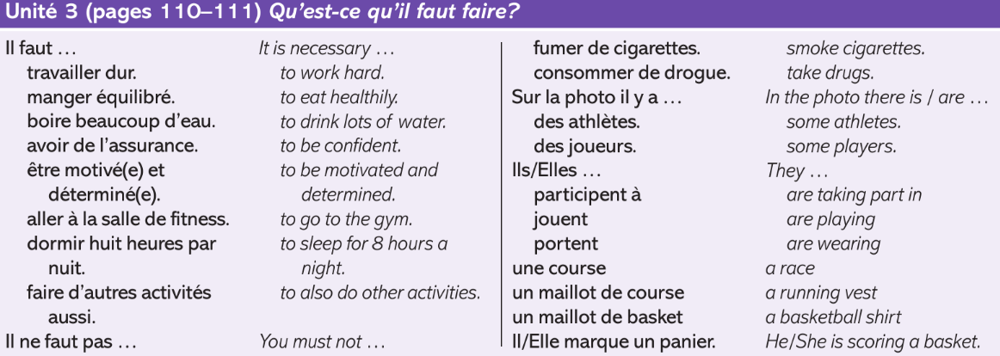 Unité 3 (pages 110–111) Qu’est-ce qu’il faut faire?
Il faut … It is necessary …
travailler dur. to work hard.
manger équilibré. to eat healthily.
boire beaucoup d’eau. to drink lots of water.
avoir de l’assurance. to be confident.
être motivé(e) et to be motivated and
déterminé(e). determined.
aller à la salle de fitness. to go to the gym.
dormir huit heures par to sleep for 8 hours a
nuit. night.
faire d’autres activités to also do other activities.
aussi.
Il ne faut pas … You must not …
fumer de cigarettes. smoke cigarettes.
consommer de drogue. take drugs.
Sur la photo il y a … In the photo there is / are …
des athlètes. some athletes.
des joueurs. some players.
Ils/Elles … They …
participent à are taking part in
jouent are playing
portent are wearing
une course a race
un maillot de course a running vest
un maillot de basket a basketball shirt
Il/Elle marque un panier. He/She is scoring a basket.